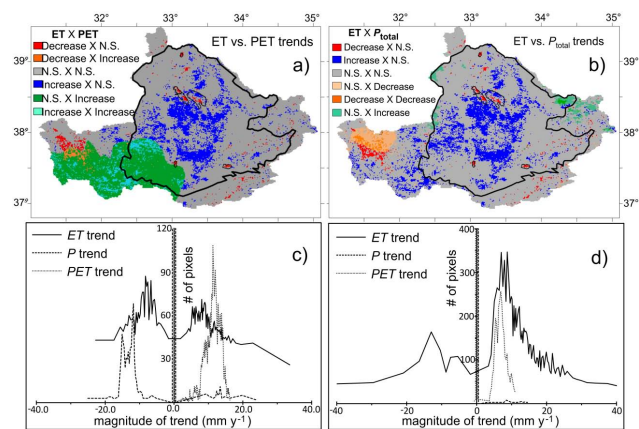 32° 33° 34° 35°
ET X PET
Decrease X N.S.
Decrease X Increase
N.S. X N.S.
Increase X N.S.
N.S. X Increase
Increase X Increase
ET vs. PET trends
a)
39°
38°
37°
32° 33° 34° 35°
ET X Ptotal
Decrease X N.S.
Increase X N.S.
N.S. X N.S.
N.S. X Decrease
Decrease X Decrease
N.S. X Increase
ET vs. Ptotal trends
b)
39°
38°
37°
ET trend
P trend
PET trend
c)
# of pixels
120
90
60
30
0
-40.0 -20.0 0.0 20.0 40.0
magnitude of trend (mm y-1)
ET trend
P trend
PET trend
d)
# of pixels
400
300
200
100
-40 -20 0 20 40
magnitude of trend (mm y-1)